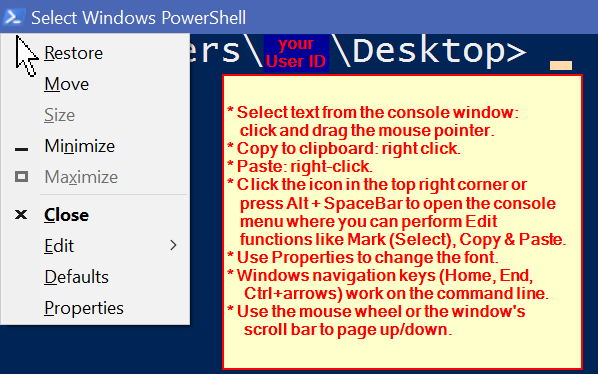 Select Windows PowerShell
ers\your User ID\Desktop> _
Restore
Move
Size
Minimize
Maximize
Close
Edit
Defaults
Properties
* Select text from the console window:
click and drag the mouse pointer.
* Copy to clipboard: right click.
* Paste: right-click.
* Click the icon in the top right corner or
press Alt + SpaceBar to open the console
menu where you can perform Edit
functions like Mark (Select), Copy & Paste.
* Use Properties to change the font.
* Windows navigation keys (Home, End,
Ctrl+arrows) work on the command line.
* Use the mouse wheel or the window's
scroll bar to page up/down.